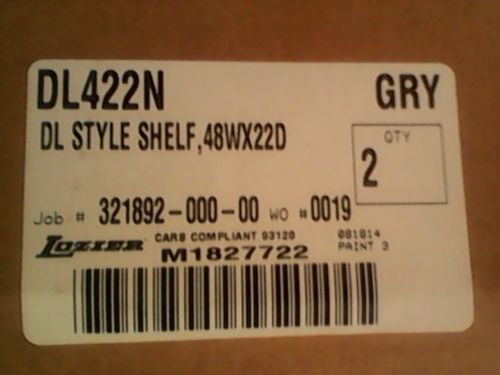 DL422N GRY
DL STYLE SHELF,48WX22D
QTY
2
Job # 321892-000-00 WO #0019
LOZIER CARB COMPLIANT 93120 081814
M1827722 PAINT 3